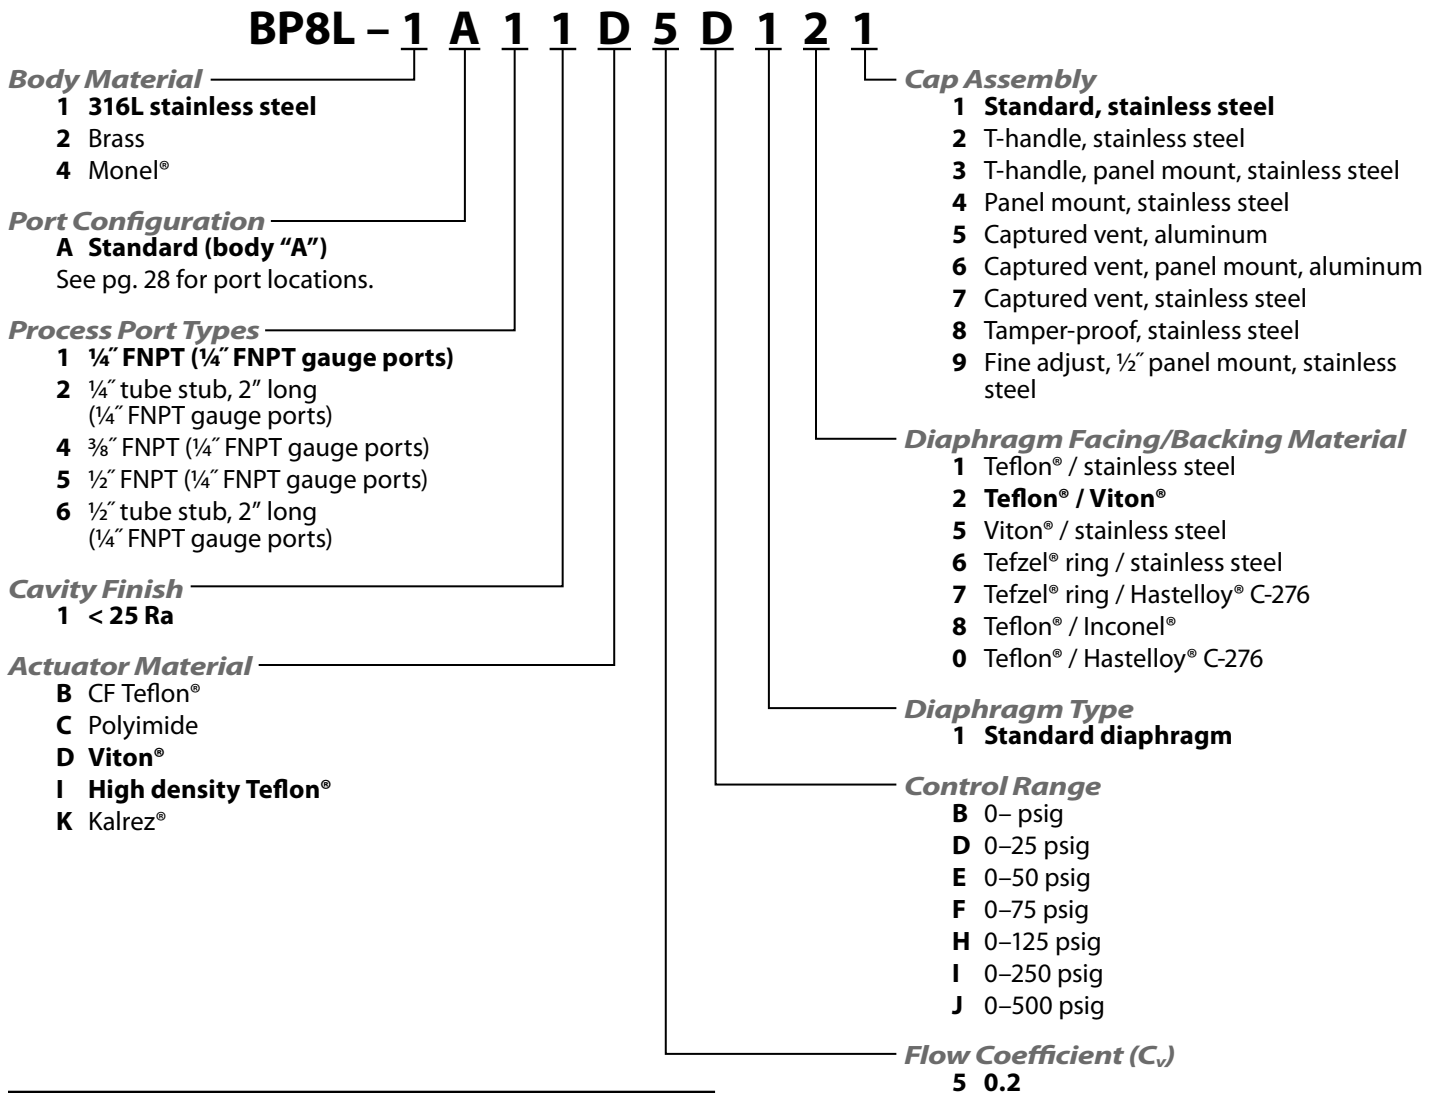 BP8L – 1 A 1 1 D 5 D 1 2 1
Body Material
1 316L stainless steel
2 Brass
4 Monel®
Port Configuration
A Standard (body “A”)
See pg. 28 for port locations.
Process Port Types
1 ¼˝ FNPT (¼˝ FNPT gauge ports)
2 ¼˝ tube stub, 2” long
(¼˝ FNPT gauge ports)
4 ⅜˝ FNPT (¼˝ FNPT gauge ports)
5 ½˝ FNPT (¼˝ FNPT gauge ports)
6 ½˝ tube stub, 2” long
(¼˝ FNPT gauge ports)
Cavity Finish
1 < 25 Ra
Actuator Material
B CF Teflon®
C Polyimide
D Viton®
I High density Teflon®
K Kalrez®
Cap Assembly
1 Standard, stainless steel
2 T-handle, stainless steel
3 T-handle, panel mount, stainless steel
4 Panel mount, stainless steel
5 Captured vent, aluminum
6 Captured vent, panel mount, aluminum
7 Captured vent, stainless steel
8 Tamper-proof, stainless steel
9 Fine adjust, ½˝ panel mount, stainless
steel
Diaphragm Facing/Backing Material
1 Teflon® / stainless steel
2 Teflon® / Viton®
5 Viton® / stainless steel
6 Tefzel® ring / stainless steel
7 Tefzel® ring / Hastelloy® C-276
8 Teflon® / Inconel®
0 Teflon® / Hastelloy® C-276
Diaphragm Type
1 Standard diaphragm
Control Range
B 0– psig
D 0–25 psig
E 0–50 psig
F 0–75 psig
H 0–125 psig
I 0–250 psig
J 0–500 psig
Flow Coefficient (Cv)
5 0.2